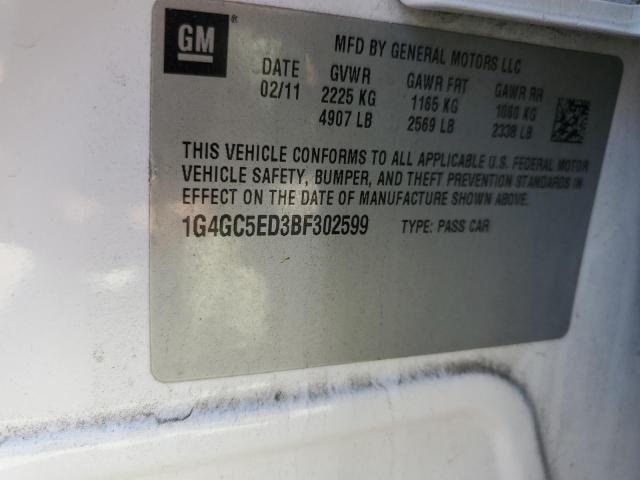 GM
MFD BY GENERAL MOTORS LLC
DATE GVWR GAWR FRT GAWR RR
02/11 2225 KG 1165 KG 1060 KG
4907 LB 2569 LB 2338 LB
THIS VEHICLE CONFORMS TO ALL APPLICABLE U.S. FEDERAL MOTOR
VEHICLE SAFETY, BUMPER, AND THEFT PREVENTION STANDARDS IN
EFFECT ON THE DATE OF MANUFACTURE SHOWN ABOVE.
1G4GC5ED3BF302599 TYPE: PASS CAR